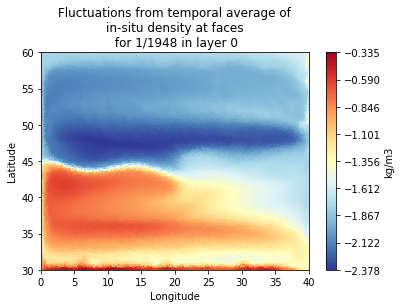 Fluctuations from temporal average of
in-situ density at faces
for 1/1948 in layer 0
60
55
50
45
40
35
30
Latitude
0 5 10 15 20 25 30 35 40
Longitude
−0.335
−0.590
−0.846
−1.101
−1.356
−1.612
−1.867
−2.122
−2.378
kg/m3